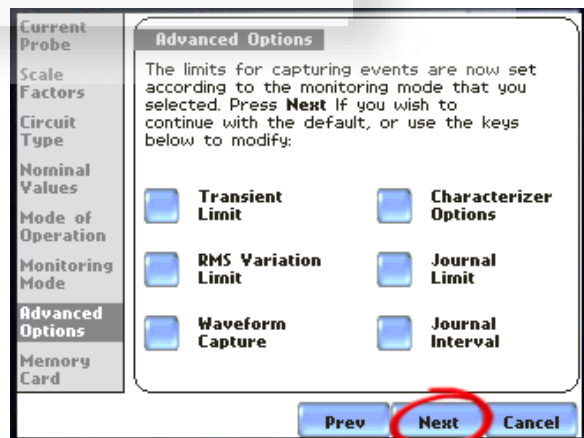 Current
Probe
Scale
Factors
Circuit
Type
Nominal
Values
Mode of
Operation
Monitoring
Mode
Advanced
Options
Memory
Card
Advanced Options
The limits for capturing events are now set
according to the monitoring mode that you
selected. Press Next If you wish to
continue with the default, or use the keys
below to modify:
Transient
Limit
Characterizer
Options
RMS Variation
Limit
Journal
Limit
Waveform
Capture
Journal
Interval
Prev
Next
Cancel